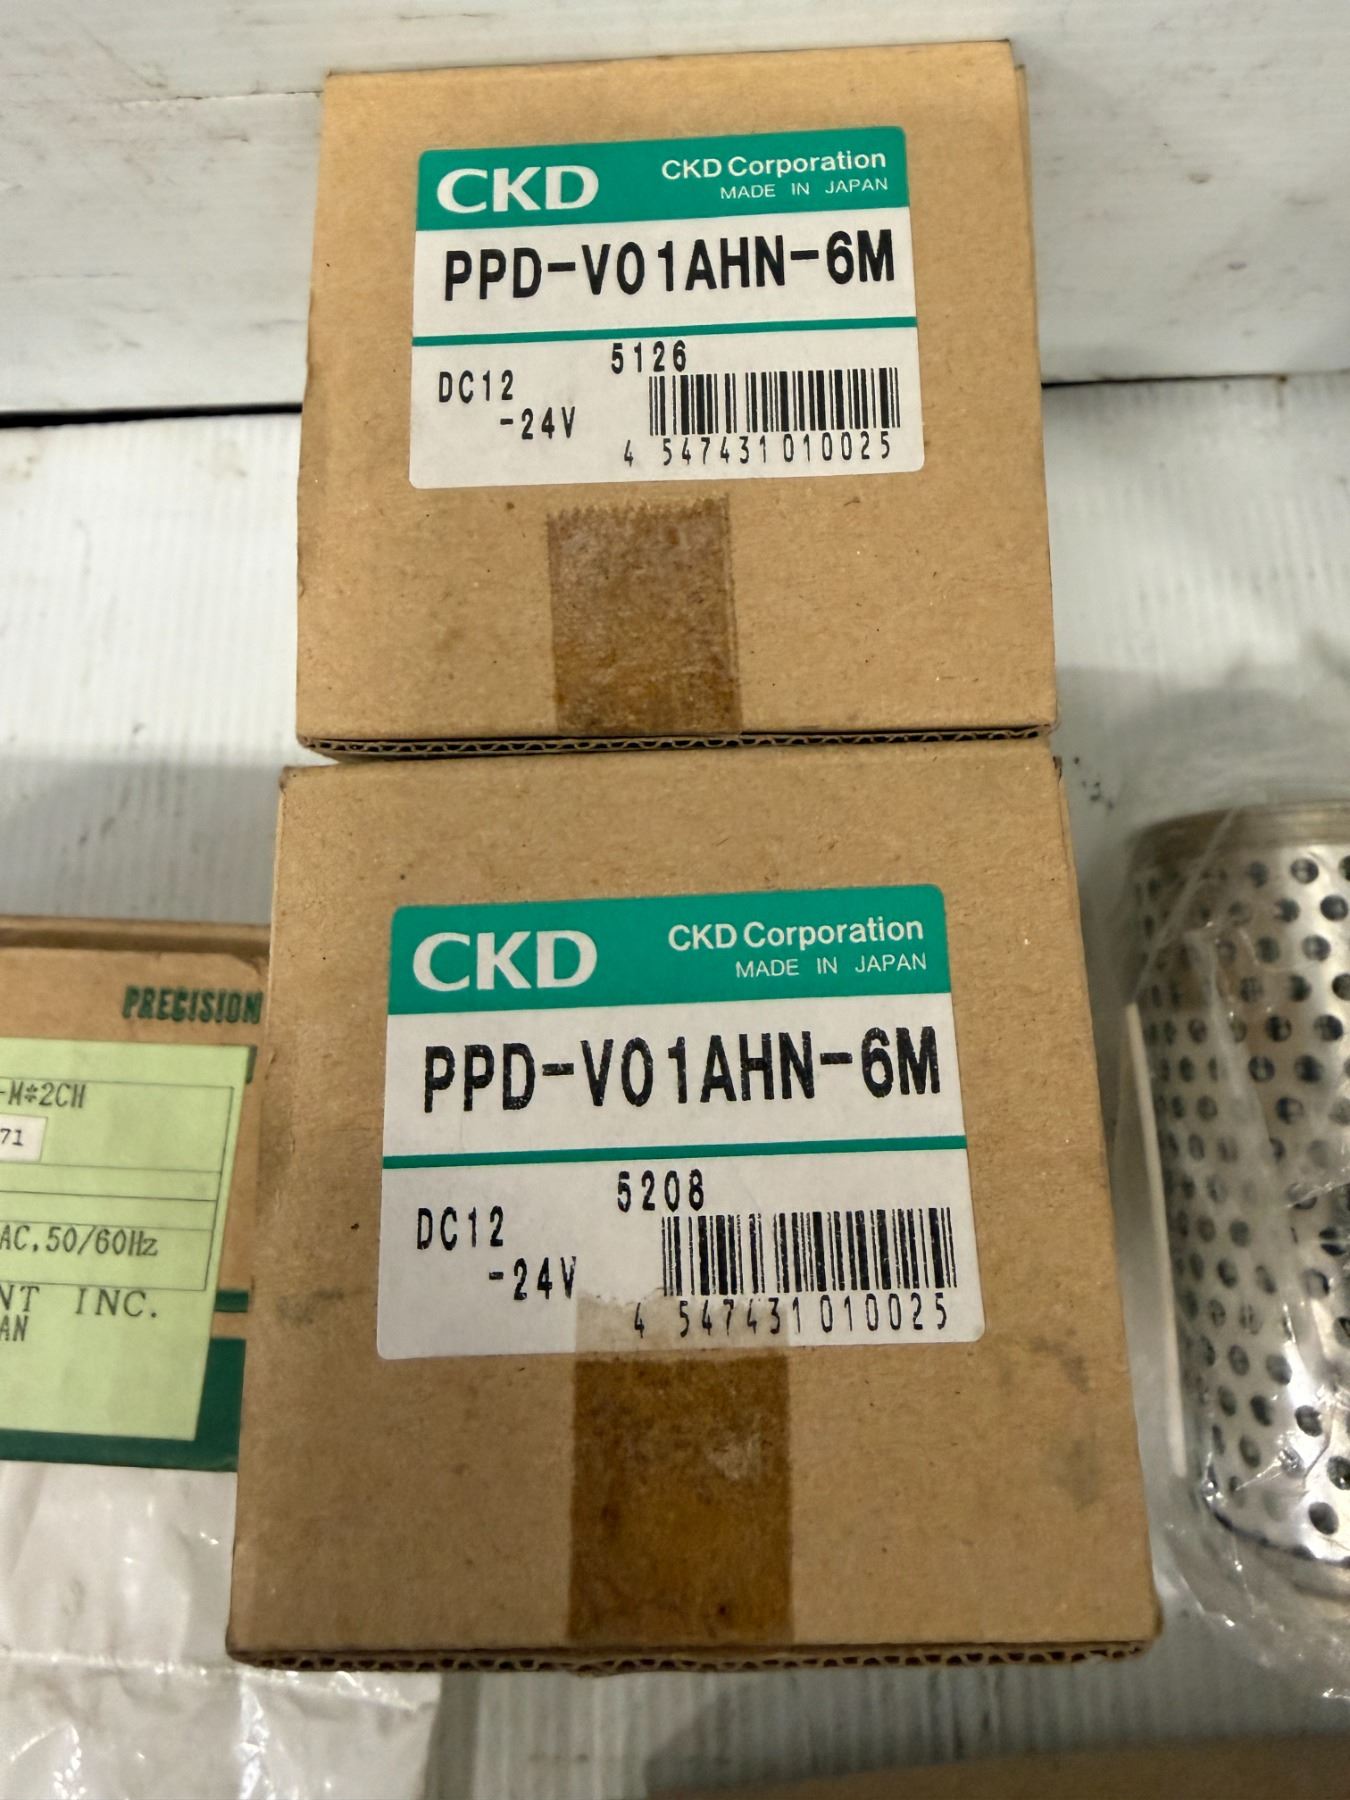 CKD
CKD Corporation
MADE IN JAPAN
PPD-V01AHN-6M
5126
DC12
-24V
4 547431 010025
CKD
CKD Corporation
MADE IN JAPAN
PPD-V01AHN-6M
5208
DC12
-24V
4 547431 010025
PRECISION
-M*2CH
71
AC.50/60Hz
NT INC.
AN